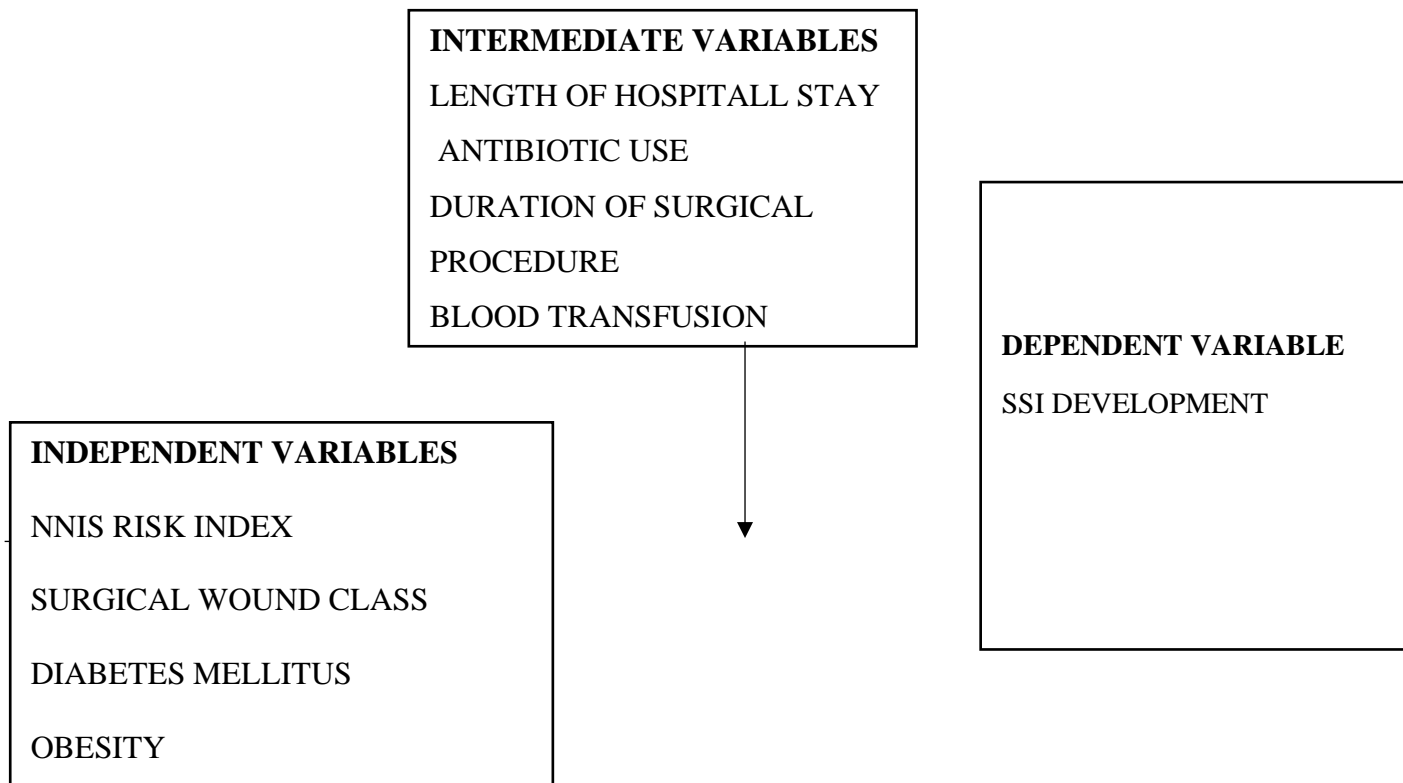 INTERMEDIATE VARIABLES
LENGTH OF HOSPITALL STAY
ANTIBIOTIC USE
DURATION OF SURGICAL
PROCEDURE
BLOOD TRANSFUSION
DEPENDENT VARIABLE
SSI DEVELOPMENT
INDEPENDENT VARIABLES
NNIS RISK INDEX
SURGICAL WOUND CLASS
DIABETES MELLITUS
OBESITY